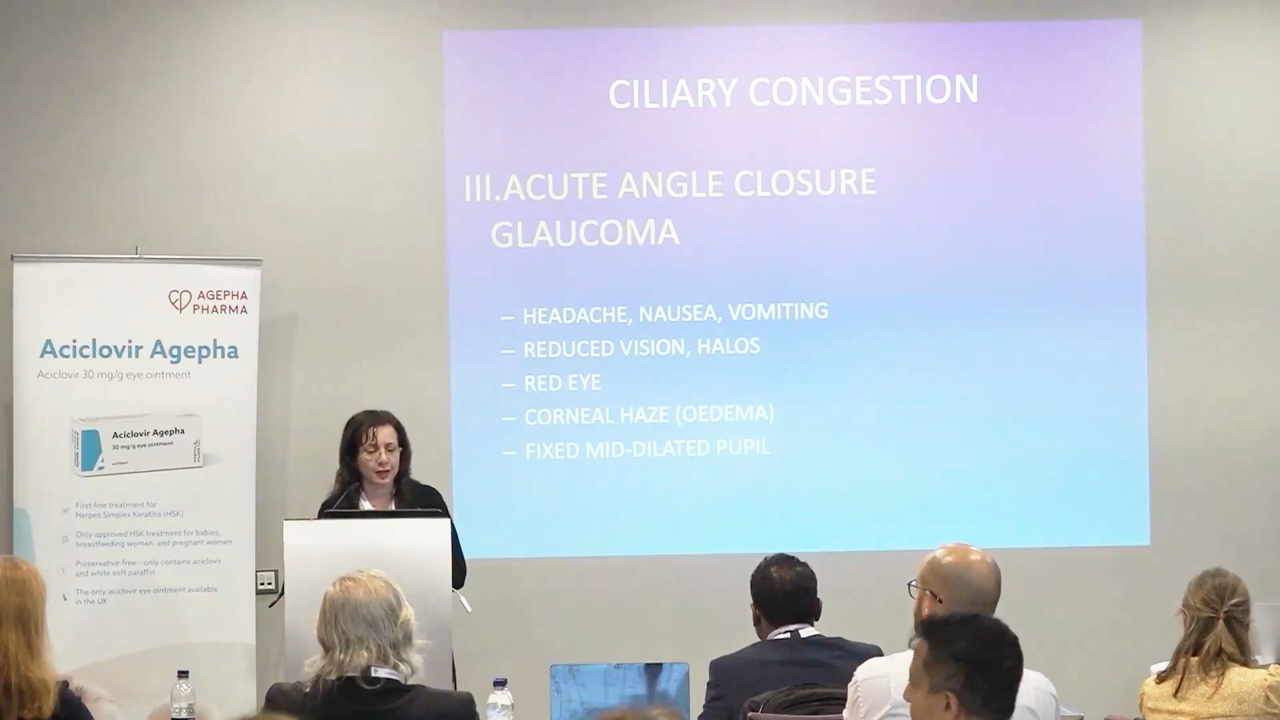 CILIARY CONGESTION
III.ACUTE ANGLE CLOSURE
GLAUCOMA
– HEADACHE, NAUSEA, VOMITING
– REDUCED VISION, HALOS
– RED EYE
– CORNEAL HAZE (OEDEMA)
– FIXED MID-DILATED PUPIL
AGEPHA
PHARMA
Aciclovir Agepha
Aciclovir 30 mg/g eye ointment
Aciclovir Agepha
30 mg/g eye ointment
First-line treatment for
Herpes Simplex Keratitis (HSK)
Only approved HSK treatment for babies,
breastfeeding women, and pregnant women
Preservative-free – only contains aciclovir
and white soft paraffin
The only aciclovir eye ointment available
in the UK